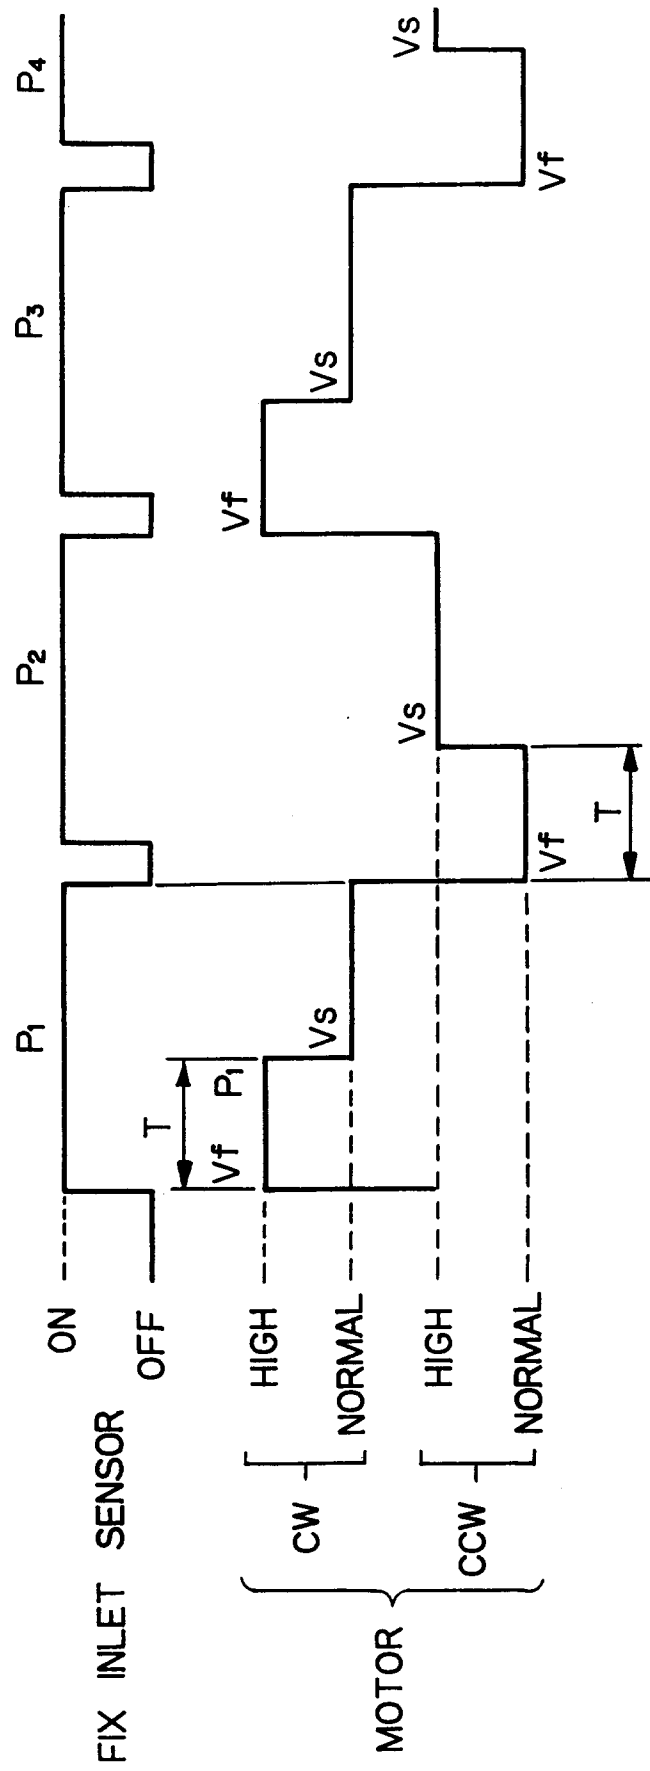 P₁ P₂ P₃ P₄
FIX INLET SENSOR
ON
OFF
T
T
Vf P₁ Vs Vf Vs Vf Vs Vf Vs
MOTOR
CW
HIGH
NORMAL
CCW
HIGH
NORMAL